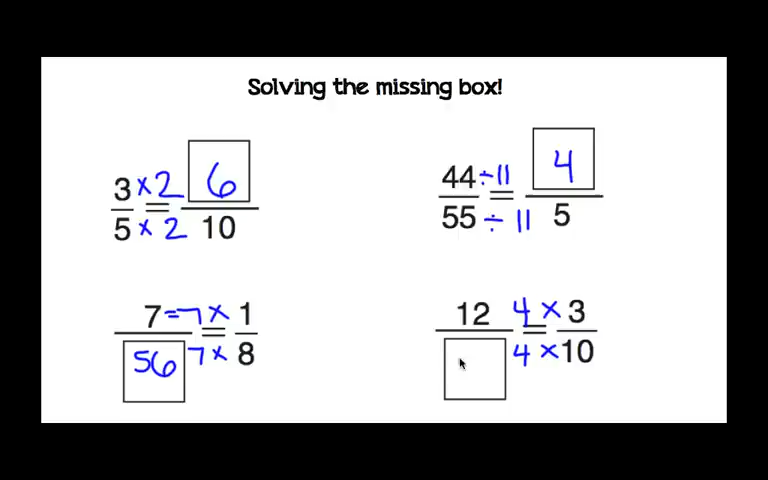 Solving the missing box!
3 × 2 = 6
5 × 2 10
44 ÷ 11 = 4
55 ÷ 11 5
7 = 7 × 1
56 = 7 × 8
12 = 4 × 3
4 × 10